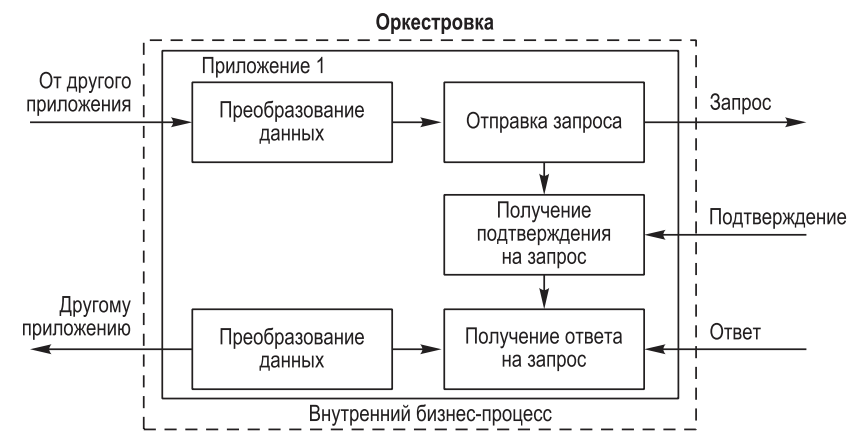 Оркестровка
Приложение 1
От другого
приложения
Преобразование
данных
Отправка запроса
Запрос
Получение
подтверждения
на запрос
Подтверждение
Другому
приложению
Преобразование
данных
Получение ответа
на запрос
Ответ
Внутренний бизнес-процесс